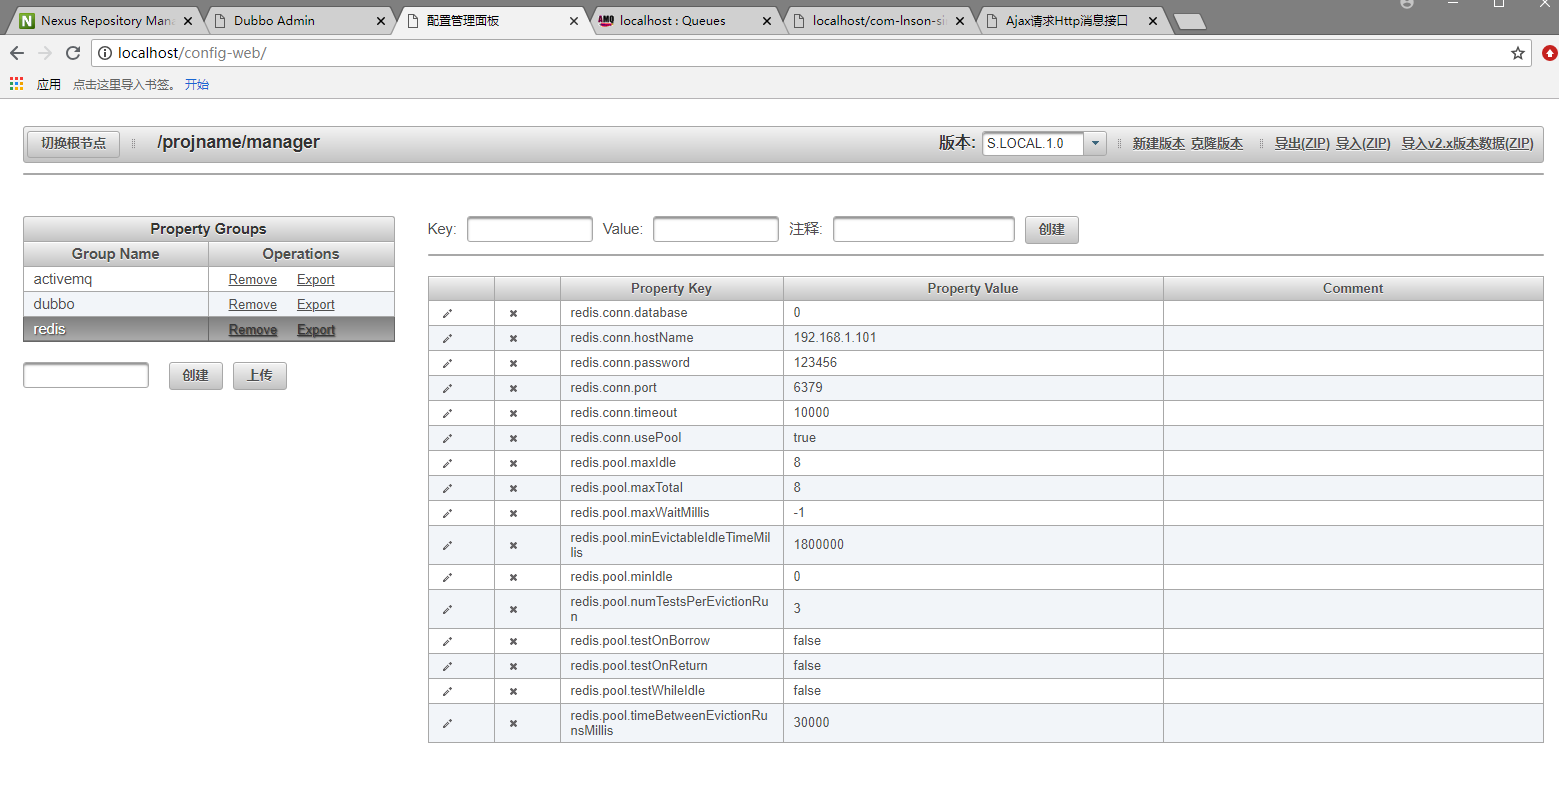 Nexus Repository Mana
Dubbo Admin
配置管理面板
localhost : Queues
localhost/com-lnson-si
Ajax请求Http消息接口
localhost/config-web/
应用 点击这里导入书签。 开始
切换根节点 /projname/manager 版本: S.LOCAL.1.0 新建版本 克隆版本 导出(ZIP) 导入(ZIP) 导入v2.x版本数据(ZIP)
Property Groups
Group Name Operations
activemq Remove Export
dubbo Remove Export
redis Remove Export
创建 上传
Key: Value: 注释: 创建
Property Key Property Value Comment
redis.conn.database 0
redis.conn.hostName 192.168.1.101
redis.conn.password 123456
redis.conn.port 6379
redis.conn.timeout 10000
redis.conn.usePool true
redis.pool.maxIdle 8
redis.pool.maxTotal 8
redis.pool.maxWaitMillis -1
redis.pool.minEvictableIdleTimeMil
lis 1800000
redis.pool.minIdle 0
redis.pool.numTestsPerEvictionRu
n 3
redis.pool.testOnBorrow false
redis.pool.testOnReturn false
redis.pool.testWhileIdle false
redis.pool.timeBetweenEvictionRu
nsMillis 30000